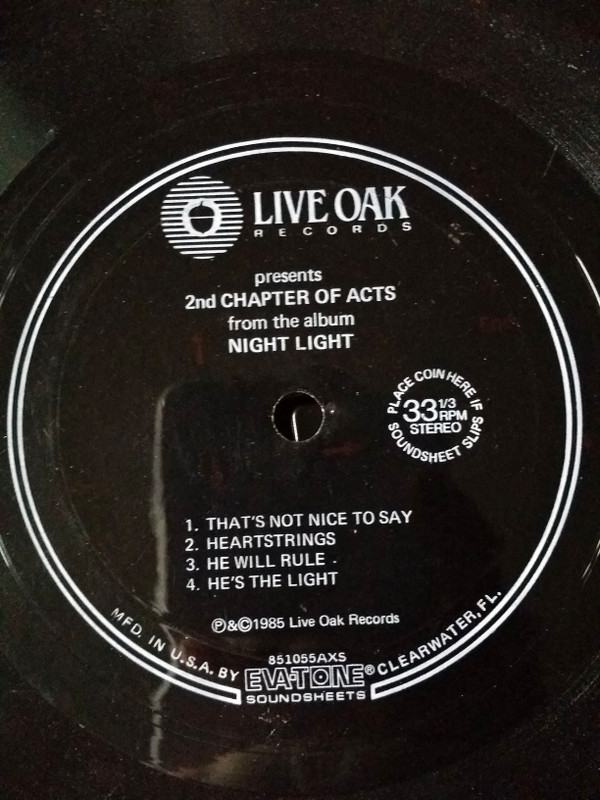 LIVE OAK
RECORDS
presents
2nd CHAPTER OF ACTS
from the album
NIGHT LIGHT
PLACE COIN HERE IF
33 1/3
RPM
STEREO
SOUNDSHEET SLIPS
1. THAT'S NOT NICE TO SAY
2. HEARTSTRINGS
3. HE WILL RULE
4. HE'S THE LIGHT
℗&©1985 Live Oak Records
MFD. IN U.S.A. BY
851055AXS
EVA-TONE®
SOUNDSHEETS
CLEARWATER, FL.